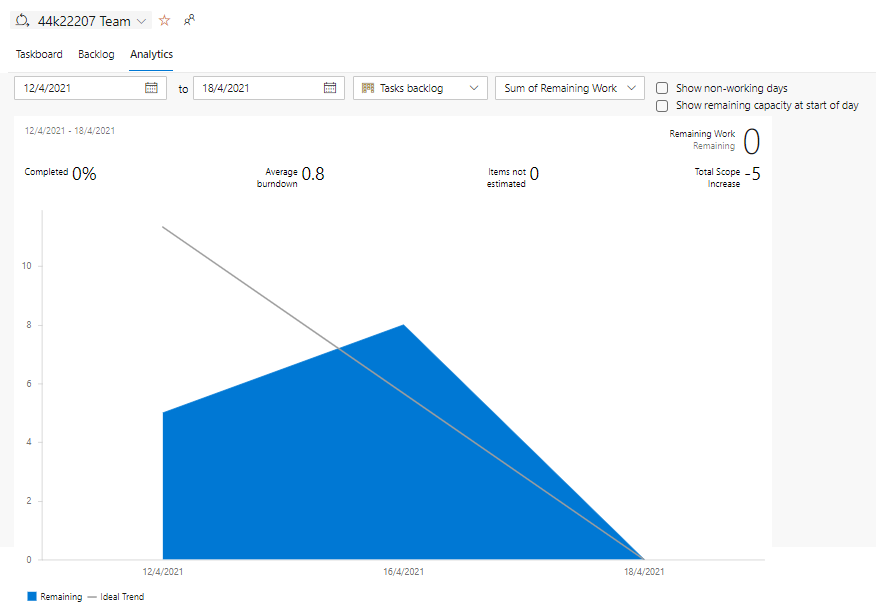 44k22207 Team
Taskboard Backlog Analytics
12/4/2021 to 18/4/2021 Tasks backlog Sum of Remaining Work Show non-working days
Show remaining capacity at start of day
12/4/2021 - 18/4/2021
Remaining Work 0
Remaining
Completed 0%
Average burndown 0.8
Items not estimated 0
Total Scope Increase -5
10
8
6
4
2
0
12/4/2021 16/4/2021 18/4/2021
Remaining Ideal Trend